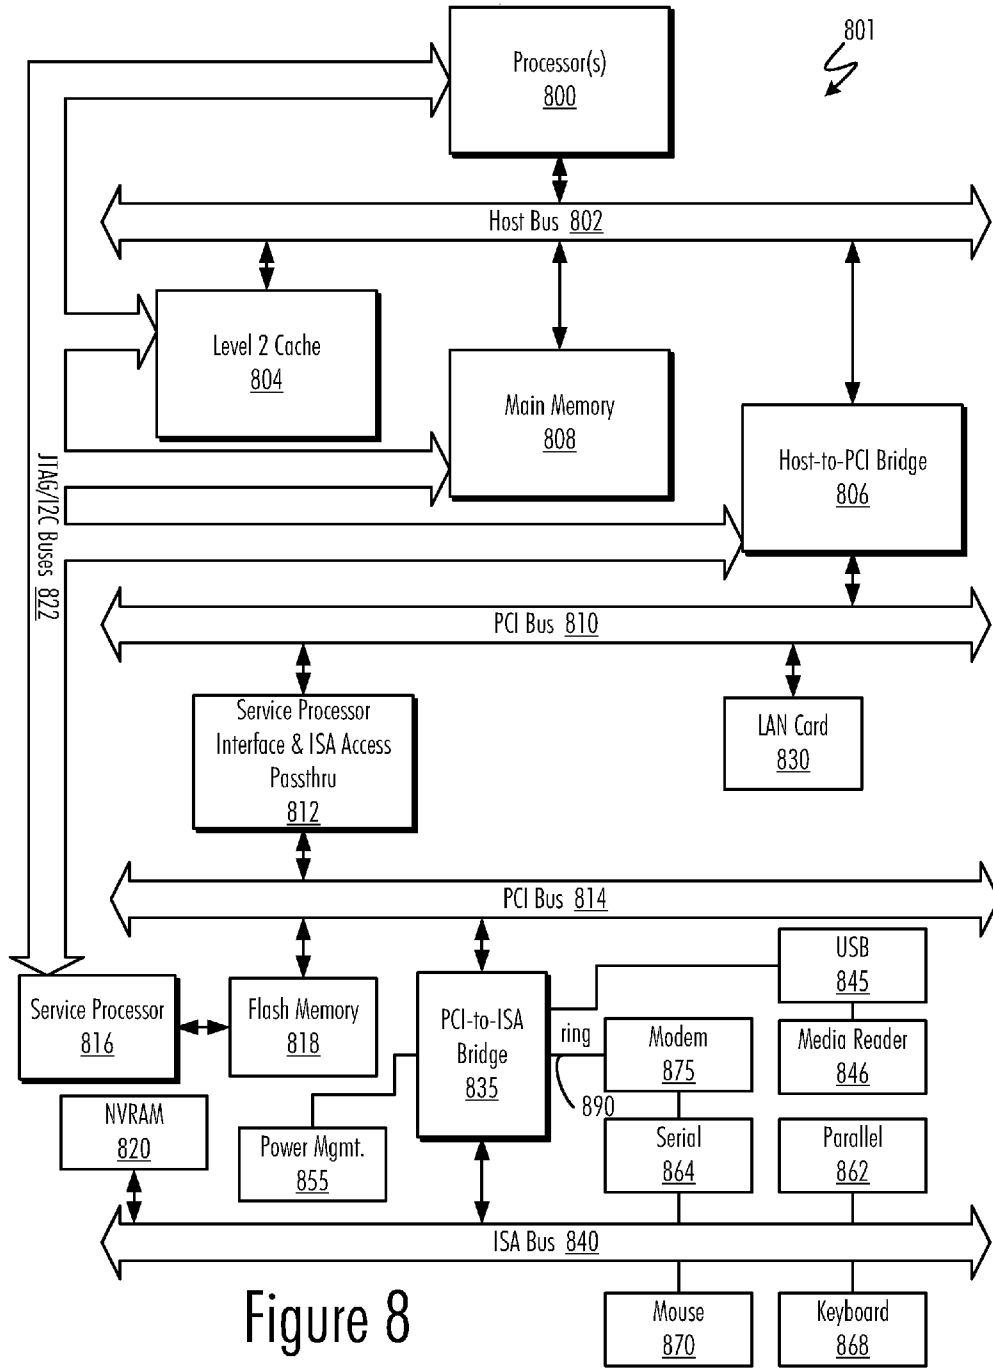 801
Processor(s)
800
Host Bus 802
Level 2 Cache
804
Main Memory
808
Host-to-PCI Bridge
806
JTAG/I2C Buses 822
PCI Bus 810
Service Processor
Interface & ISA Access
Passthru
812
LAN Card
830
PCI Bus 814
Service Processor
816
Flash Memory
818
PCI-to-ISA
Bridge
835
USB
845
ring
Modem
875
Media Reader
846
890
NVRAM
820
Power Mgmt.
855
Serial
864
Parallel
862
ISA Bus 840
Mouse
870
Keyboard
868
Figure 8